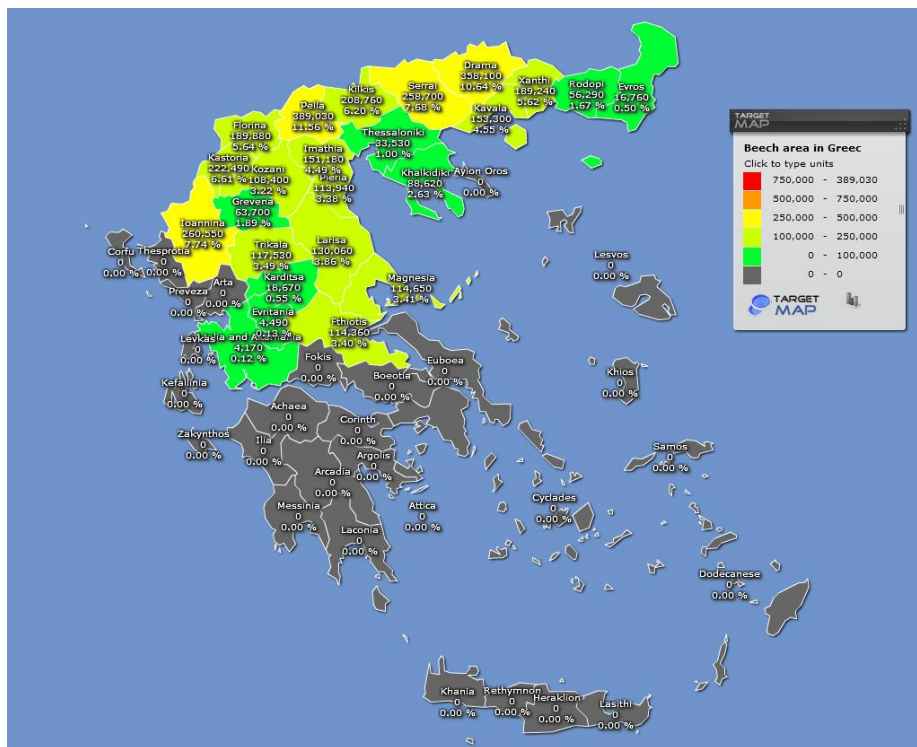 Drama
358,100
10.64 %
Serrai
258,700
7.68 %
Kilkis
208,760
6.20 %
Xanthi
189,240
5.62 %
Rodopi
56,290
1.67 %
Evros
16,760
0.50 %
Pella
389,030
11.56 %
Kavala
153,300
4.55 %
Florina
189,880
5.64 %
Thessaloniki
33,530
1.00 %
Imathia
151,180
4.49 %
Kastoria
222,490
6.61 %
Kozani
108,400
3.22 %
Pieria
113,940
3.38 %
Khalkidiki
88,620
2.63 %
Ayion Oros
0
0.00 %
Grevena
63,700
1.89 %
Ioannina
260,550
7.74 %
Trikala
117,530
3.49 %
Larisa
130,060
3.86 %
Corfu
0
0.00 %
Thesprotia
0
0.00 %
Lesvos
0
0.00 %
Karditsa
18,670
0.55 %
Magnesia
114,650
3.41 %
Arta
0
0.00 %
Preveza
0
0.00 %
Evritania
4,490
0.13 %
Fthiotis
114,360
3.40 %
Levkas
0
0.00 %
and
4,170
0.12 %
Fokis
0
0.00 %
Euboea
0
0.00 %
Boeotia
0
0.00 %
Khios
0
0.00 %
Kefallinia
0
0.00 %
Achaea
0
0.00 %
Corinth
0
0.00 %
Zakynthos
0
0.00 %
Ilia
0
0.00 %
Argolis
0
0.00 %
Samos
0
0.00 %
Arcadia
0
0.00 %
Messinia
0
0.00 %
Attica
0
0.00 %
Cyclades
0
0.00 %
Laconia
0
0.00 %
Dodecanese
0
0.00 %
Khania
0
0.00 %
Rethymnon
0
0.00 %
Heraklion
0
0.00 %
Lasithi
0
0.00 %
TARGET
MAP
Beech area in Greec
Click to type units
750,000 - 389,030
500,000 - 750,000
250,000 - 500,000
100,000 - 250,000
0 - 100,000
0 - 0
TARGET
MAP